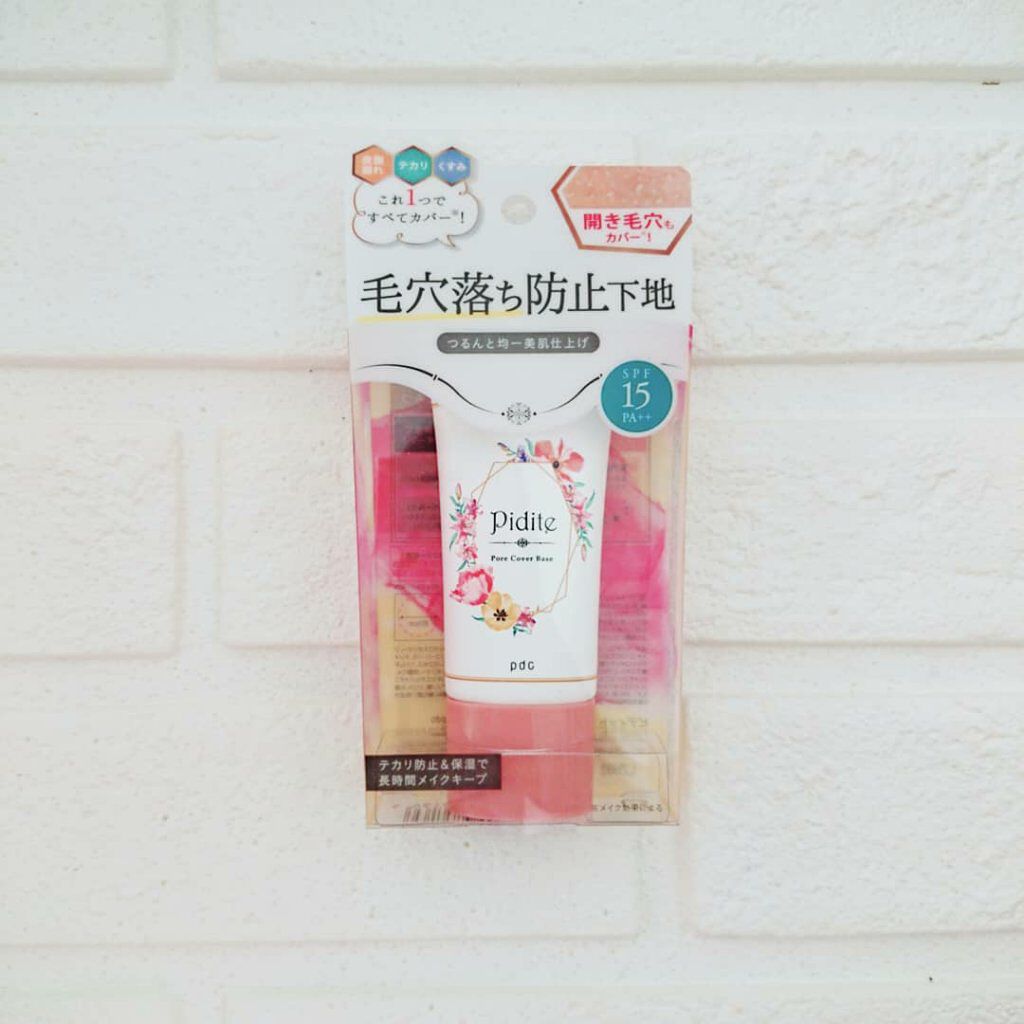 皮脂
崩れ
テカリ
くすみ
これ1つで
すべてカバー※!
開き毛穴も
カバー※!
毛穴落ち防止下地
つるんと均一美肌仕上げ
SPF
15
PA++
Pidite
Pore Cover Base
pdc
テカリ防止&保湿で
長時間メイクキープ